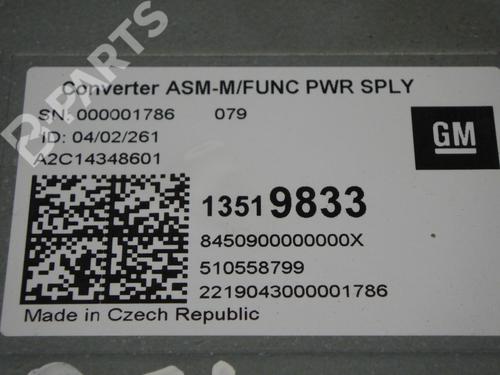 Converter ASM-M/FUNC PWR SPLY
SN: 000001786 079
ID: 04/02/261
A2C14348601
GM
13519833
8450900000000X
510558799
2219043000001786
Made in Czech Republic
B-PARTS